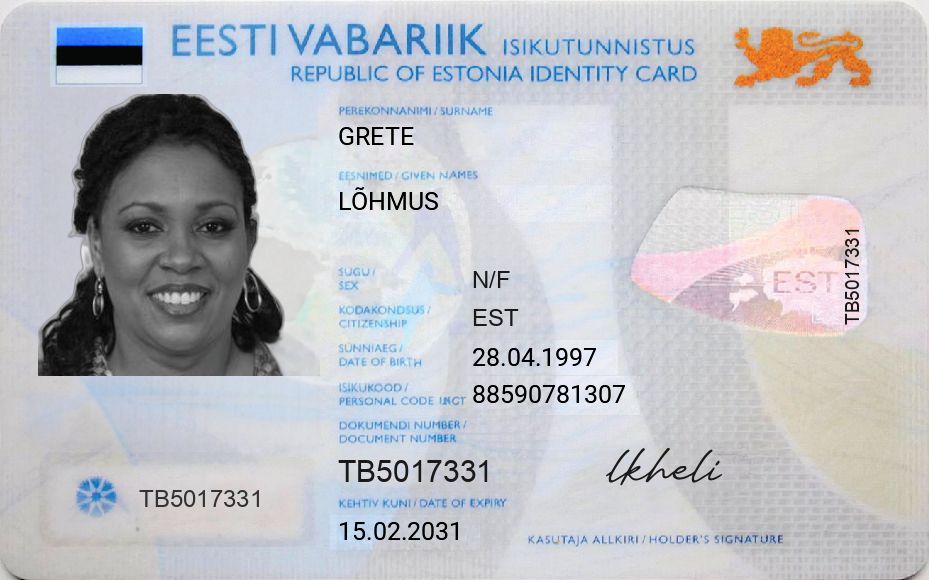 EESTI VABARIIK ISIKUTUNNISTUS
REPUBLIC OF ESTONIA IDENTITY CARD
PEREKONNANIMI / SURNAME
GRETE
EESNIMED / GIVEN NAMES
LÕHMUS
SUGU /
SEX
N/F
KODAKONDSUS /
CITIZENSHIP
EST
SÜNNIAEG /
DATE OF BIRTH
28.04.1997
ISIKUKOOD /
PERSONAL CODE
88590781307
DOKUMENDI NUMBER /
DOCUMENT NUMBER
TB5017331
KEHTIV KUNI / DATE OF EXPIRY
15.02.2031
TB5017331
EST
TB5017331
lkheli
KASUTAJA ALLKIRI / HOLDER'S SIGNATURE